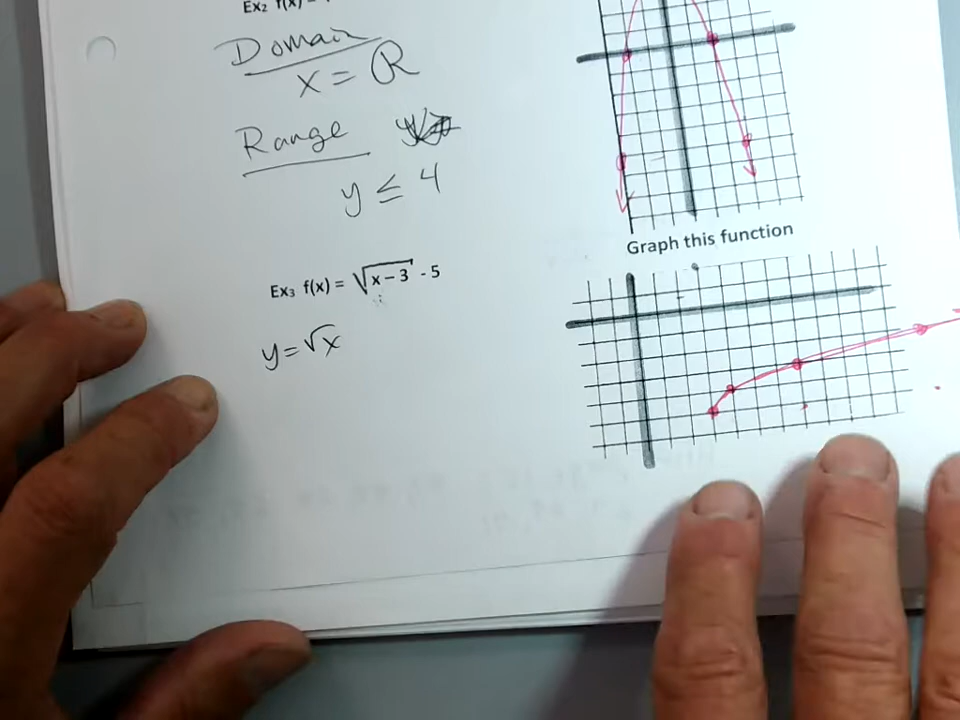 Ex2 f(x) =
Domain
x = ℝ
Range
y ≤ 4
Graph this function
Ex3 f(x) = √x − 3 - 5
y = √x